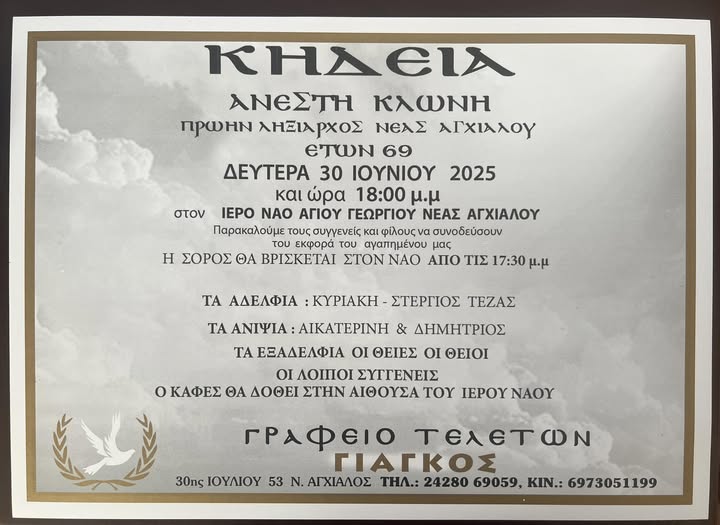 ΚΗΔΕΙΑ
ΑΝΕΣΤΗ ΚΛΩΝΗ
ΠΡΩΗΝ ΛΗΞΙΑΡΧΟΣ ΝΕΑΣ ΑΓΧΙΑΛΟΥ
ΕΤΩΝ 69
ΔΕΥΤΕΡΑ 30 ΙΟΥΝΙΟΥ 2025
και ώρα 18:00 μ.μ
στον ΙΕΡΟ ΝΑΟ ΑΓΙΟΥ ΓΕΩΡΓΙΟΥ ΝΕΑΣ ΑΓΧΙΑΛΟΥ
Παρακαλούμε τους συγγενείς και φίλους να συνοδεύσουν
του εκφορά του αγαπημένου μας
Η ΣΟΡΟΣ ΘΑ ΒΡΙΣΚΕΤΑΙ ΣΤΟΝ ΝΑΟ ΑΠΟ ΤΙΣ 17:30 μ.μ
ΤΑ ΑΔΕΛΦΙΑ : ΚΥΡΙΑΚΗ - ΣΤΕΡΓΙΟΣ ΤΕΖΑΣ
ΤΑ ΑΝΙΨΙΑ : ΑΙΚΑΤΕΡΙΝΗ & ΔΗΜΗΤΡΙΟΣ
ΤΑ ΕΞΑΔΕΛΦΙΑ ΟΙ ΘΕΙΕΣ ΟΙ ΘΕΙΟΙ
ΟΙ ΛΟΙΠΟΙ ΣΥΓΓΕΝΕΙΣ
Ο ΚΑΦΕΣ ΘΑ ΔΟΘΕΙ ΣΤΗΝ ΑΙΘΟΥΣΑ ΤΟΥ ΙΕΡΟΥ ΝΑΟΥ
ΓΡΑΦΕΙΟ ΤΕΛΕΤΩΝ
ΓΙΑΓΚΟΣ
30ης ΙΟΥΛΙΟΥ 53 Ν. ΑΓΧΙΑΛΟΣ ΤΗΛ.: 24280 69059, ΚΙΝ.: 6973051199